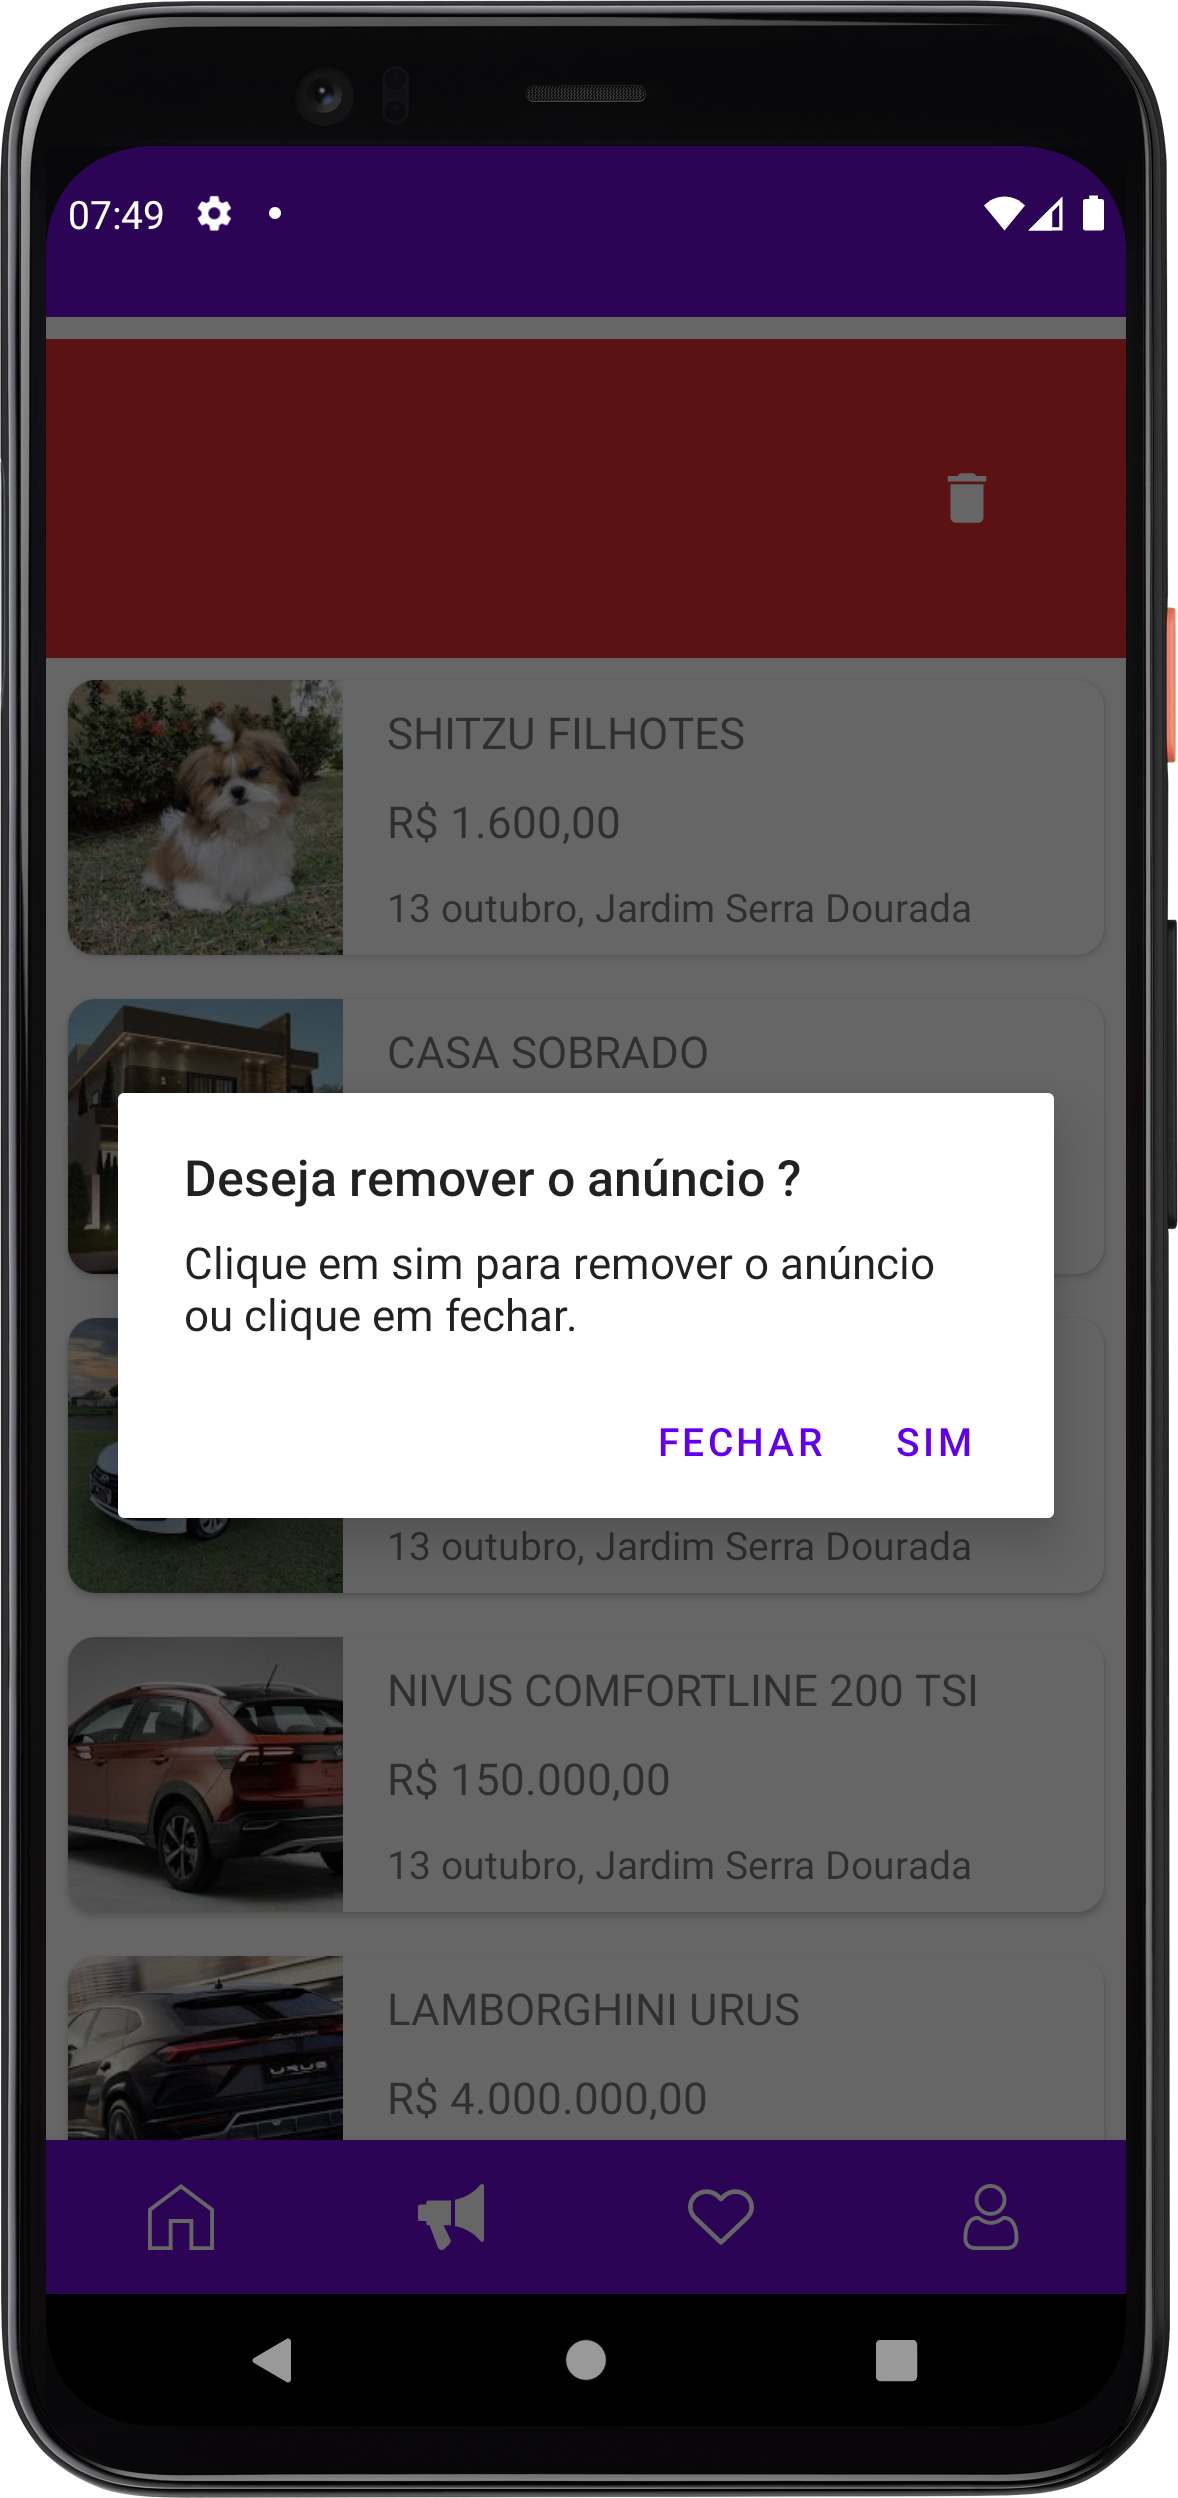 07:49
SHITZU FILHOTES
R$ 1.600,00
13 outubro, Jardim Serra Dourada
CASA SOBRADO
Deseja remover o anúncio ?
Clique em sim para remover o anúncio
ou clique em fechar.
FECHAR SIM
13 outubro, Jardim Serra Dourada
NIVUS COMFORTLINE 200 TSI
R$ 150.000,00
13 outubro, Jardim Serra Dourada
LAMBORGHINI URUS
URUS
R$ 4.000.000,00